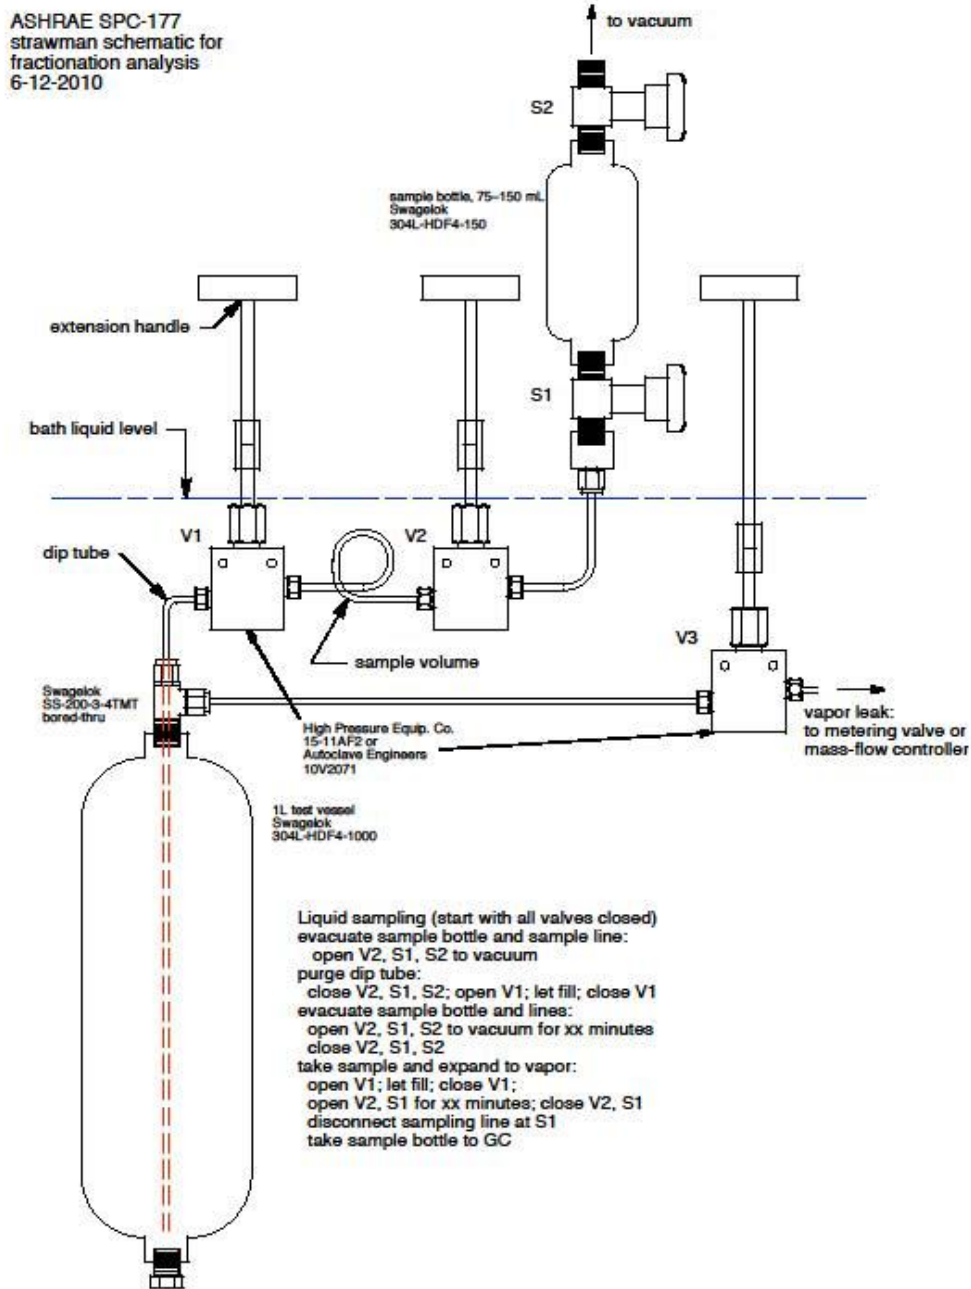 ASHRAE SPC-177
strawman schematic for
fractionation analysis
6-12-2010
to vacuum
S2
sample bottle, 75–150 mL
Swagelok
304L-HDF4-150
extension handle
S1
bath liquid level
V1
V2
dip tube
sample volume
V3
Swagelok
SS-200-3-4TMT
bored-thru
High Pressure Equip. Co.
15-11AF2 or
Autoclave Engineers
10V2071
vapor leak:
to metering valve or
mass-flow controller
1L test vessel
Swagelok
304L-HDF4-1000
Liquid sampling (start with all valves closed)
evacuate sample bottle and sample line:
open V2, S1, S2 to vacuum
purge dip tube:
close V2, S1, S2; open V1; let fill; close V1
evacuate sample bottle and lines:
open V2, S1, S2 to vacuum for xx minutes
close V2, S1, S2
take sample and expand to vapor:
open V1; let fill; close V1;
open V2, S1 for xx minutes; close V2, S1
disconnect sampling line at S1
take sample bottle to GC